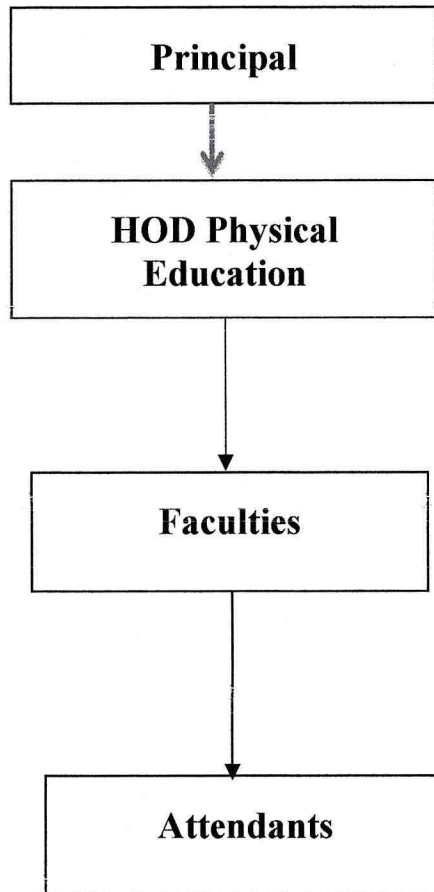 Principal
HOD Physical
Education
Faculties
Attendants